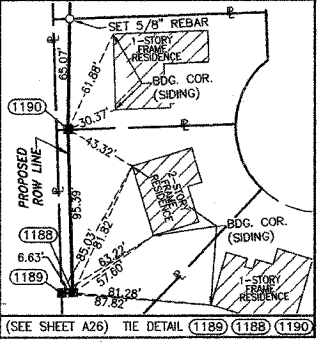 SET 5/8" REBAR
1-STORY
FRAME
RESIDENCE
65.07'
61.88'
BDG. COR.
(SIDING)
1190
30.37'
43.32'
PROPOSED
ROW LINE
95.39'
2-STORY
FRAME
RESIDENCE
BDG. COR.
(SIDING)
1188
6.63'
1189
85.03'
81.82'
63.22'
57.60'
81.28'
87.82'
1-STORY
FRAME
RESIDENCE
(SEE SHEET A26) TIE DETAIL 1189 1188 1190